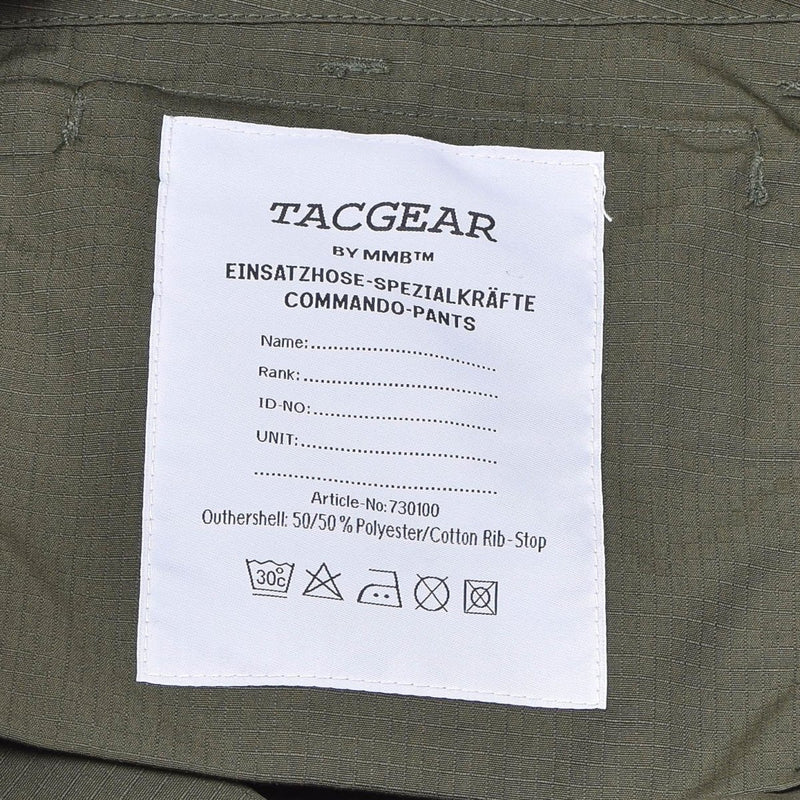 TACGEAR
BY MMB™
EINSATZHOSE-SPEZIALKRÄFTE
COMMANDO-PANTS
Name:....................................
Rank:....................................
ID-NO:....................................
UNIT:....................................
..............................................
Article-No:730100
Outhershell: 50/50 % Polyester/Cotton Rib-Stop
30°C